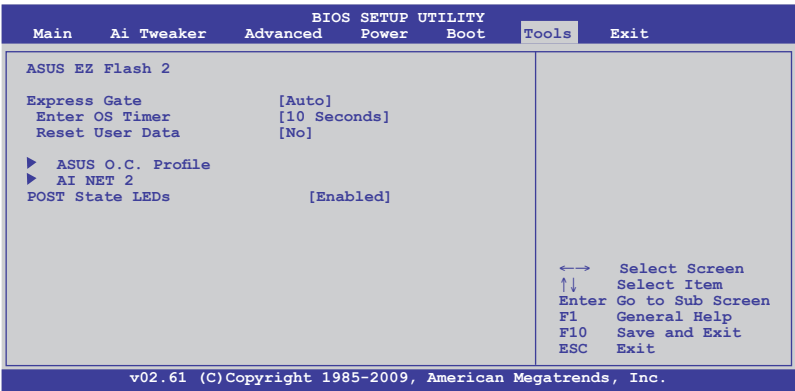 BIOS SETUP UTILITY
Main Ai Tweaker Advanced Power Boot Tools Exit
ASUS EZ Flash 2
Express Gate [Auto]
Enter OS Timer [10 Seconds]
Reset User Data [No]
ASUS O.C. Profile
AI NET 2
POST State LEDs [Enabled]
←→ Select Screen
↑↓ Select Item
Enter Go to Sub Screen
F1 General Help
F10 Save and Exit
ESC Exit
v02.61 (C)Copyright 1985-2009, American Megatrends, Inc.